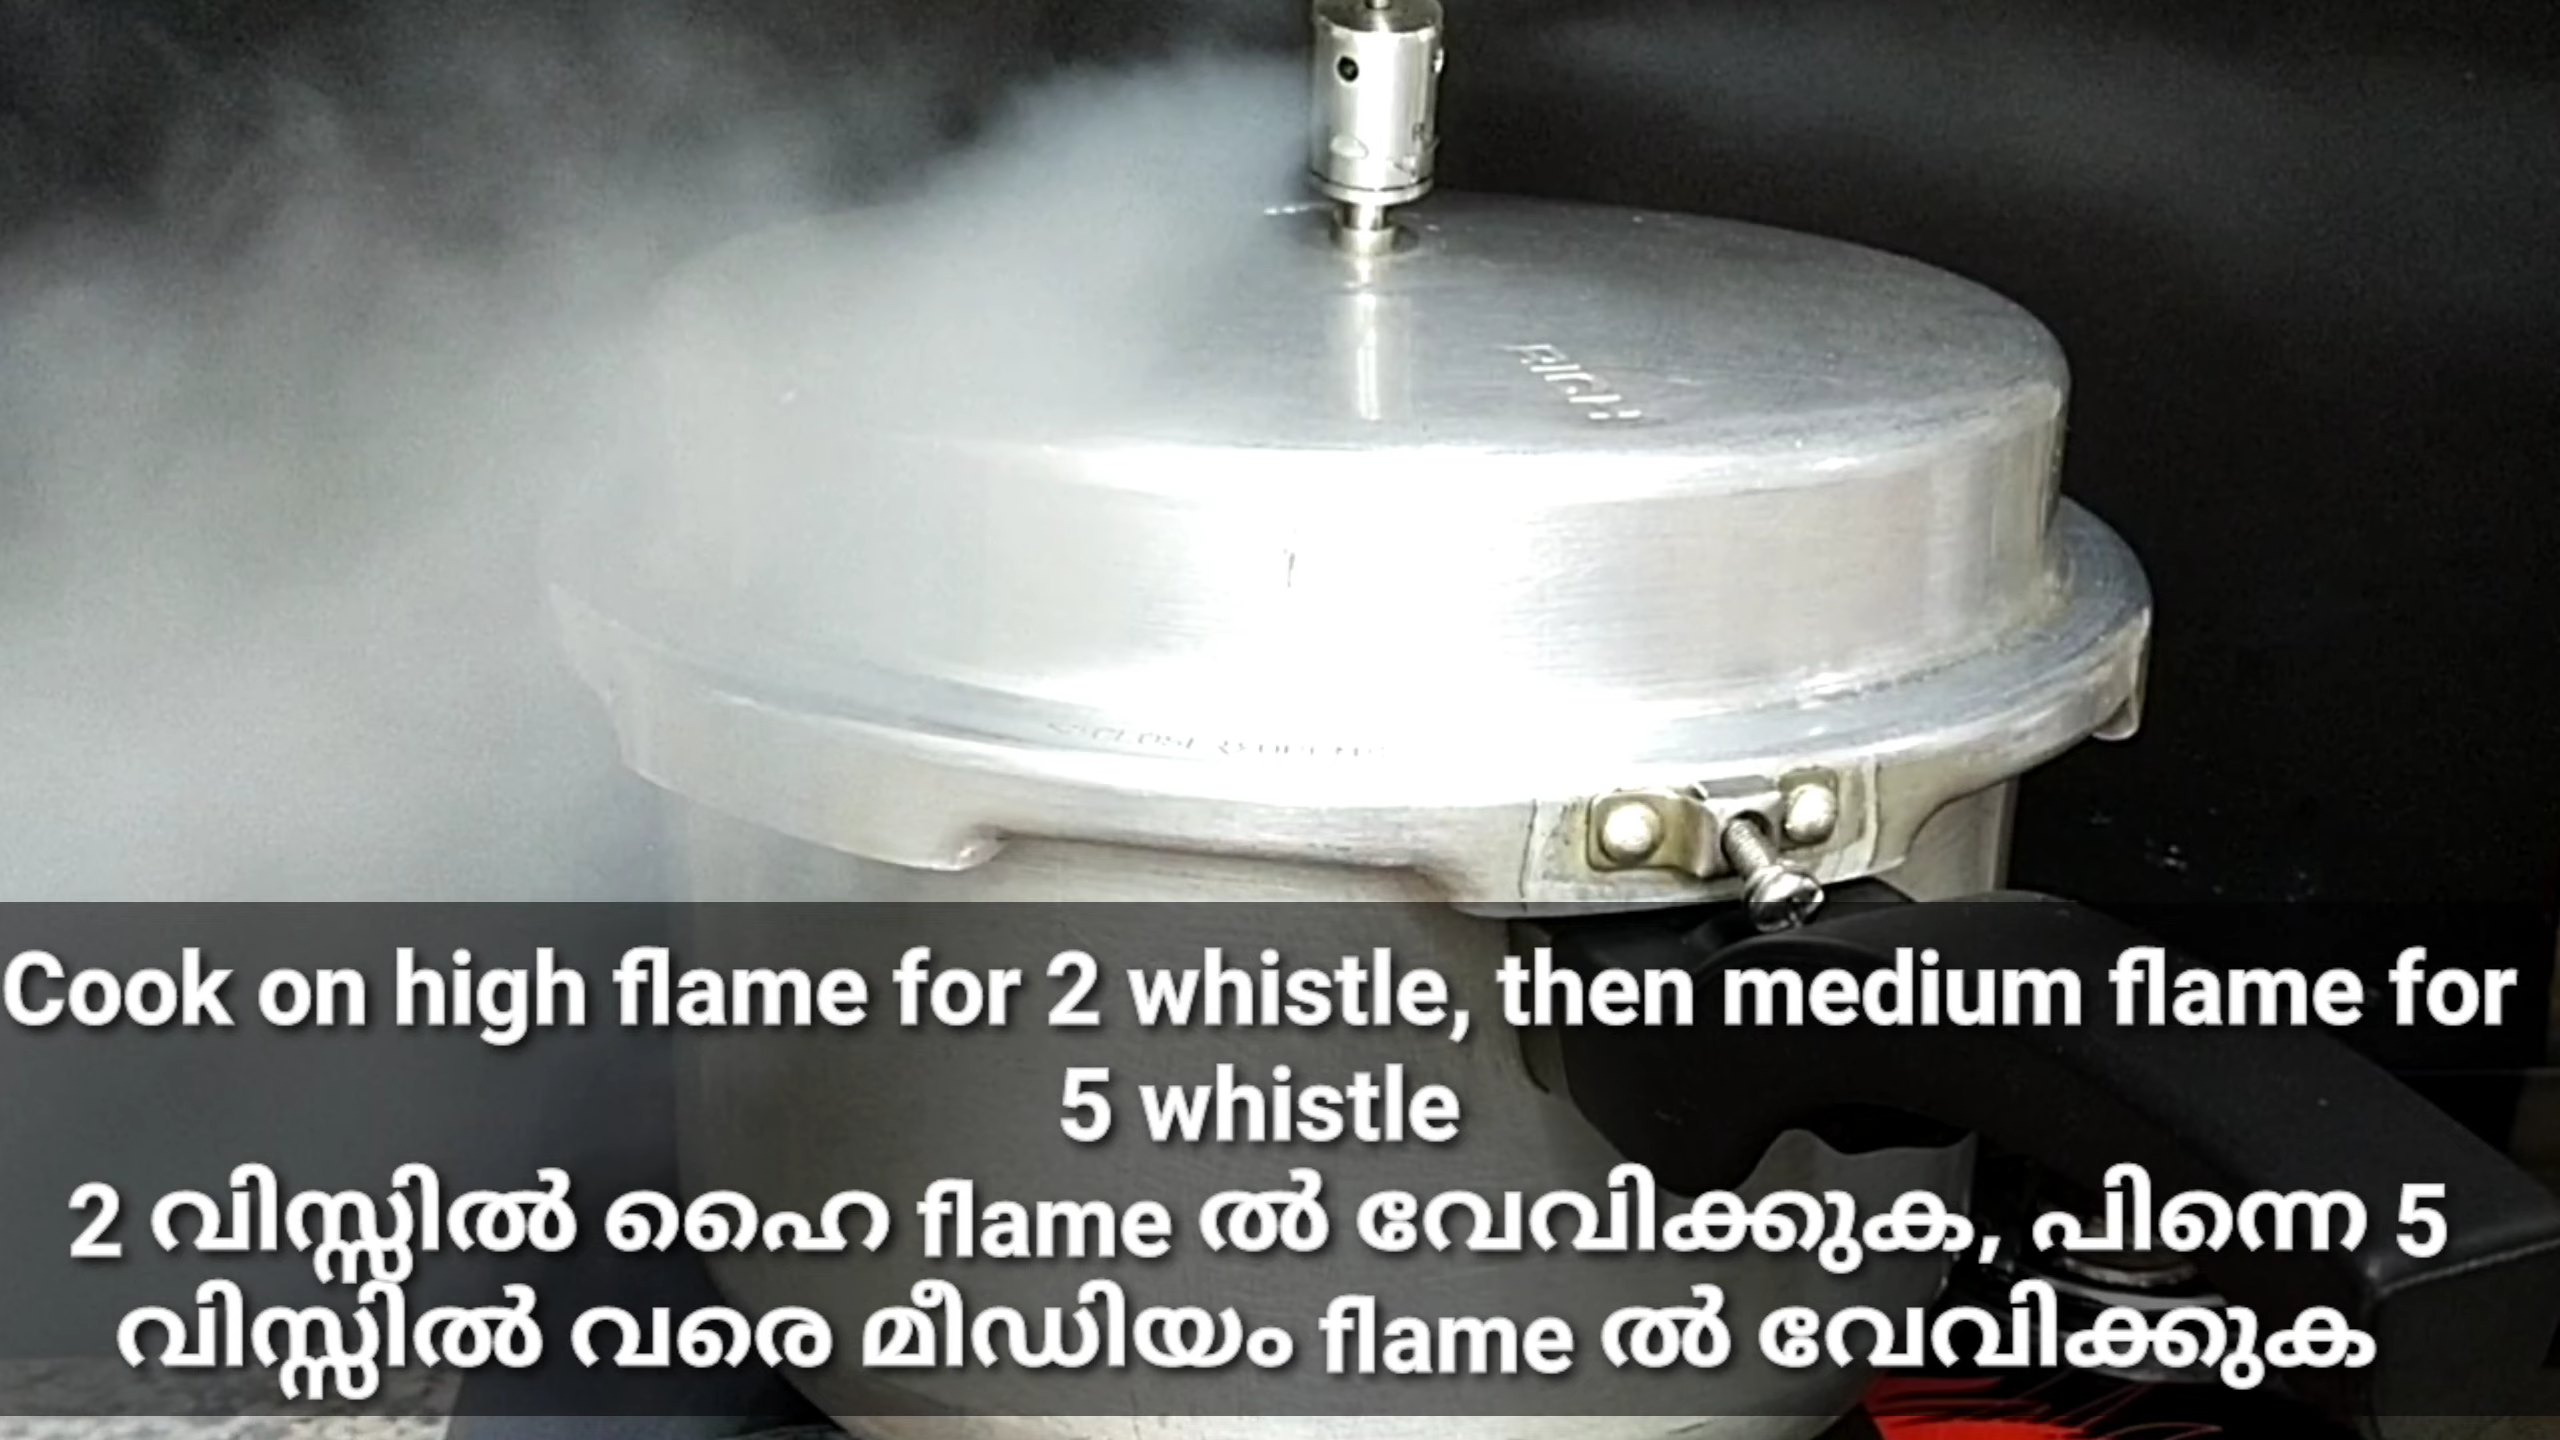 Cook on high flame for 2 whistle, then medium flame for
5 whistle
2 വിസ്സിൽ ഹൈ flame ൽ വേവിക്കുക, പിന്നെ 5
വിസ്സിൽ വരെ മീഡിയം flame ൽ വേവിക്കുക